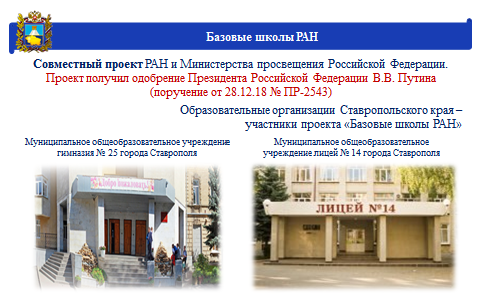 Базовые школы РАН
Совместный проект РАН и Министерства просвещения Российской Федерации.
Проект получил одобрение Президента Российской Федерации В.В. Путина
(поручение от 28.12.18 № ПР-2543)
Образовательные организации Ставропольского края –
участники проекта «Базовые школы РАН»
Муниципальное общеобразовательное учреждение
гимназия № 25 города Ставрополя
Муниципальное общеобразовательное
учреждение лицей № 14 города Ставрополя
Добро пожаловать
ЛИЦЕЙ №14